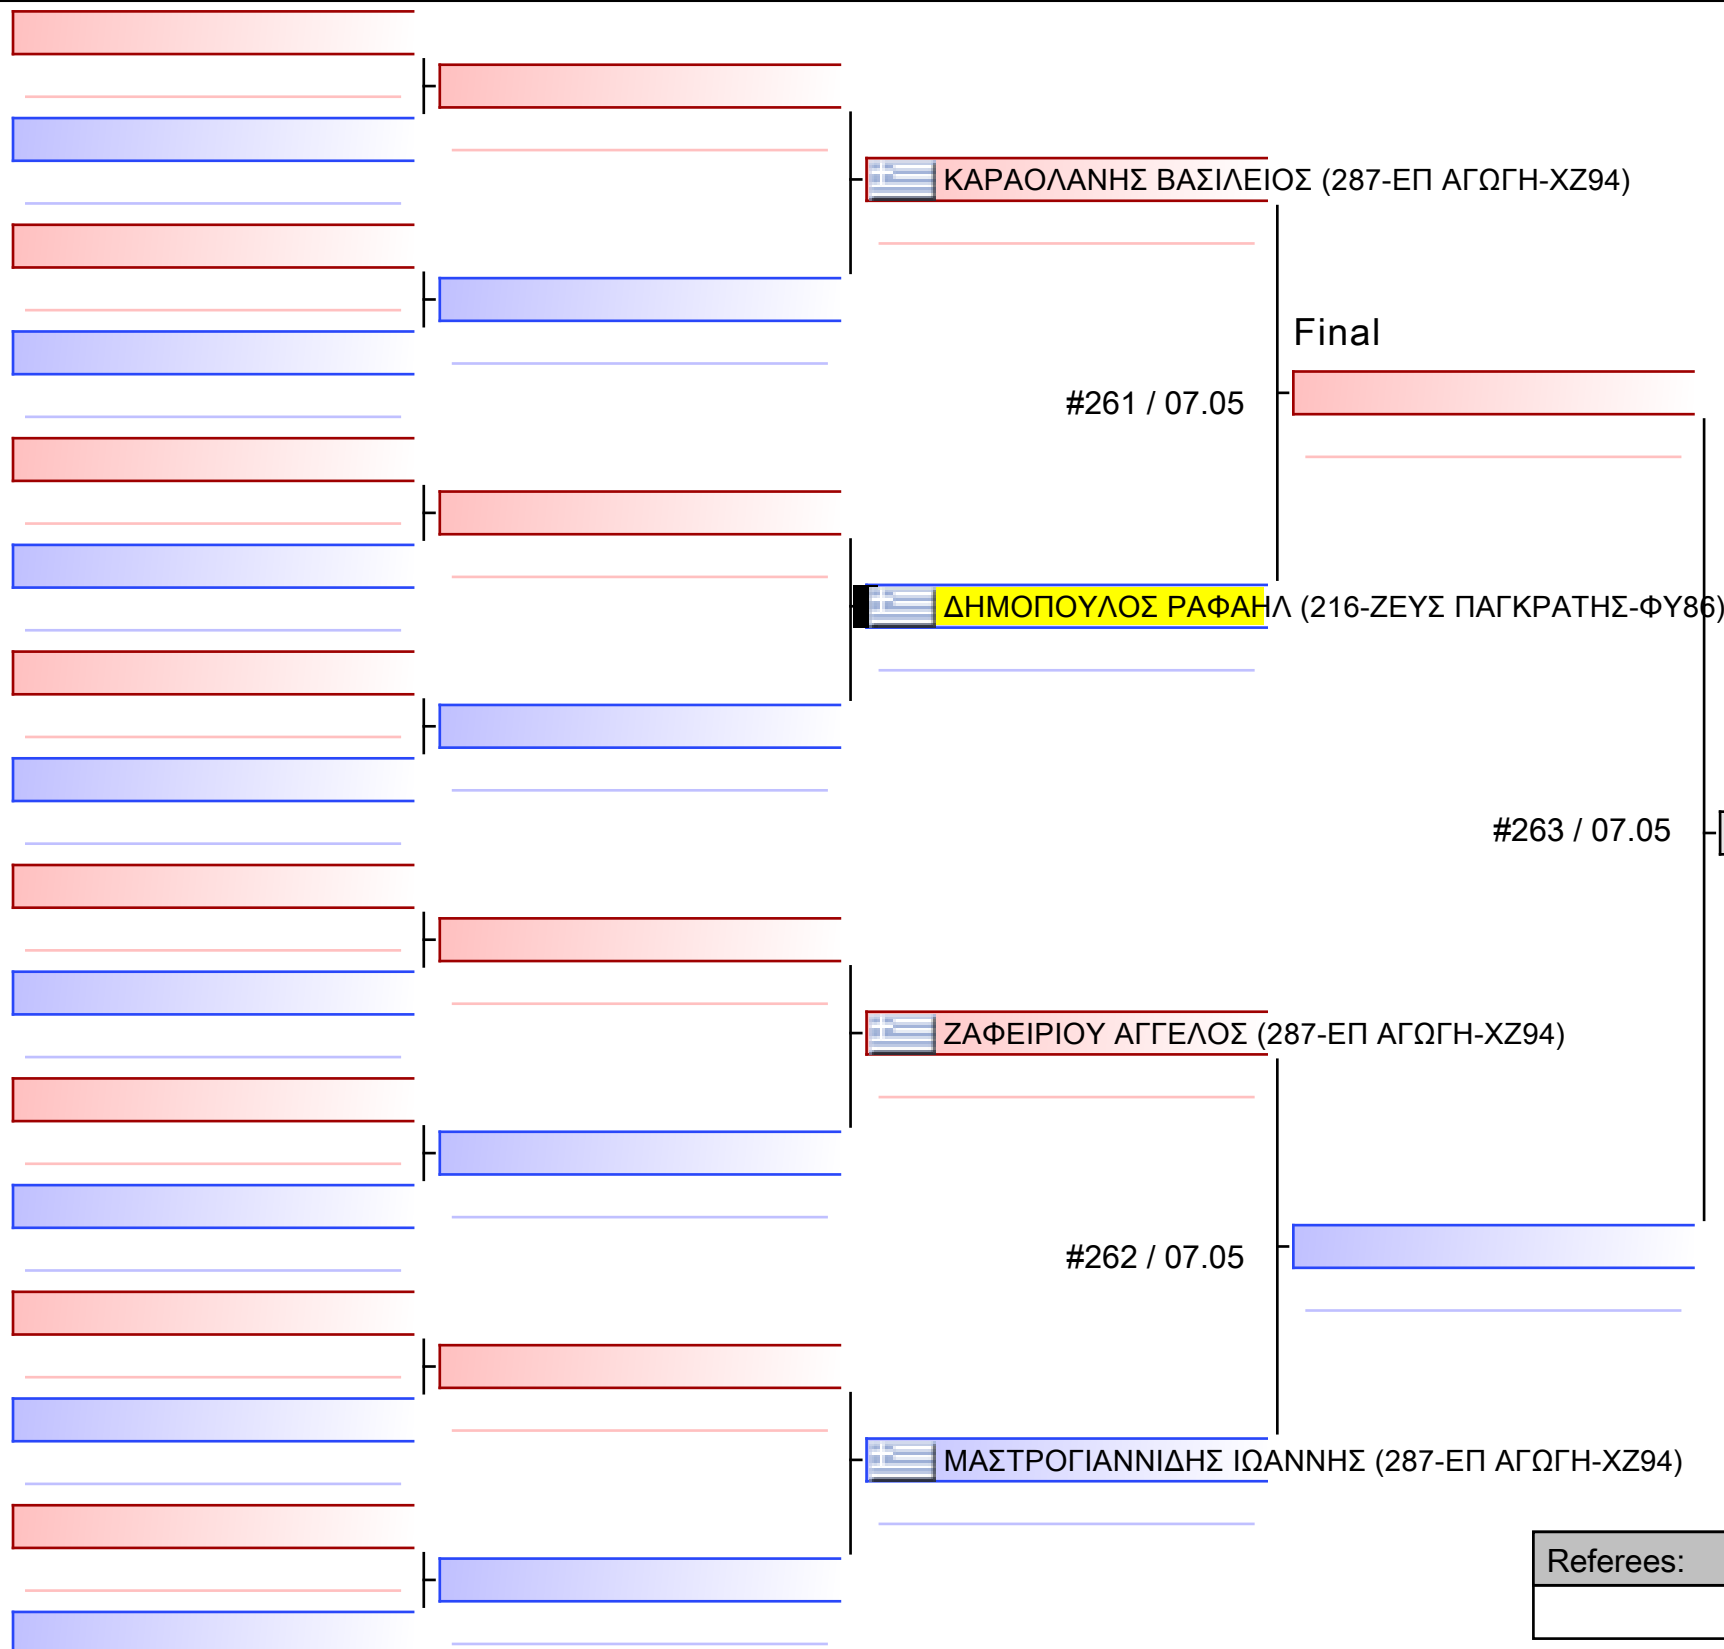 ΚΑΡΑΟΛΑΝΗΣ ΒΑΣΙΛΕΙΟΣ (287-ΕΠ ΑΓΩΓΗ-ΧΖ94)
Final
#261 / 07.05
ΔΗΜΟΠΟΥΛΟΣ ΡΑΦΑΗΛ (216-ΖΕΥΣ ΠΑΓΚΡΑΤΗΣ-ΦΥ86)
#263 / 07.05
ΖΑΦΕΙΡΙΟΥ ΑΓΓΕΛΟΣ (287-ΕΠ ΑΓΩΓΗ-ΧΖ94)
#262 / 07.05
ΜΑΣΤΡΟΓΙΑΝΝΙΔΗΣ ΙΩΑΝΝΗΣ (287-ΕΠ ΑΓΩΓΗ-ΧΖ94)
Referees: